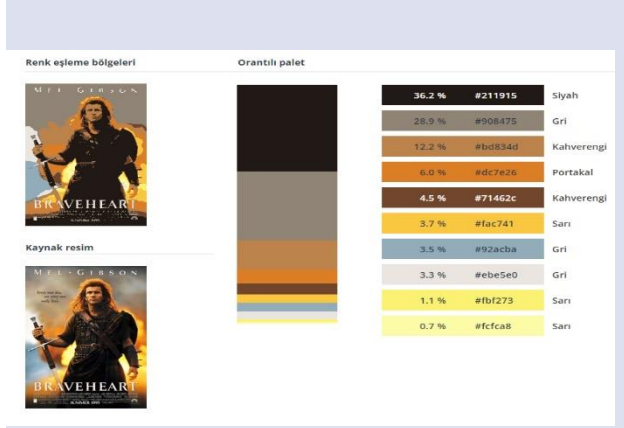 Renk eşleme bölgeleri
Orantılı palet
MEL GIBSON
BRAVEHEART
Kaynak resim
MEL GIBSON
BRAVEHEART
36.2 % #211915 Siyah
28.9 % #908475 Gri
12.2 % #bd834d Kahverengi
6.0 % #dc7e26 Portakal
4.5 % #71462c Kahverengi
3.7 % #fac741 Sarı
3.5 % #92acba Gri
3.3 % #ebe5e0 Gri
1.1 % #fbf273 Sarı
0.7 % #fcfca8 Sarı